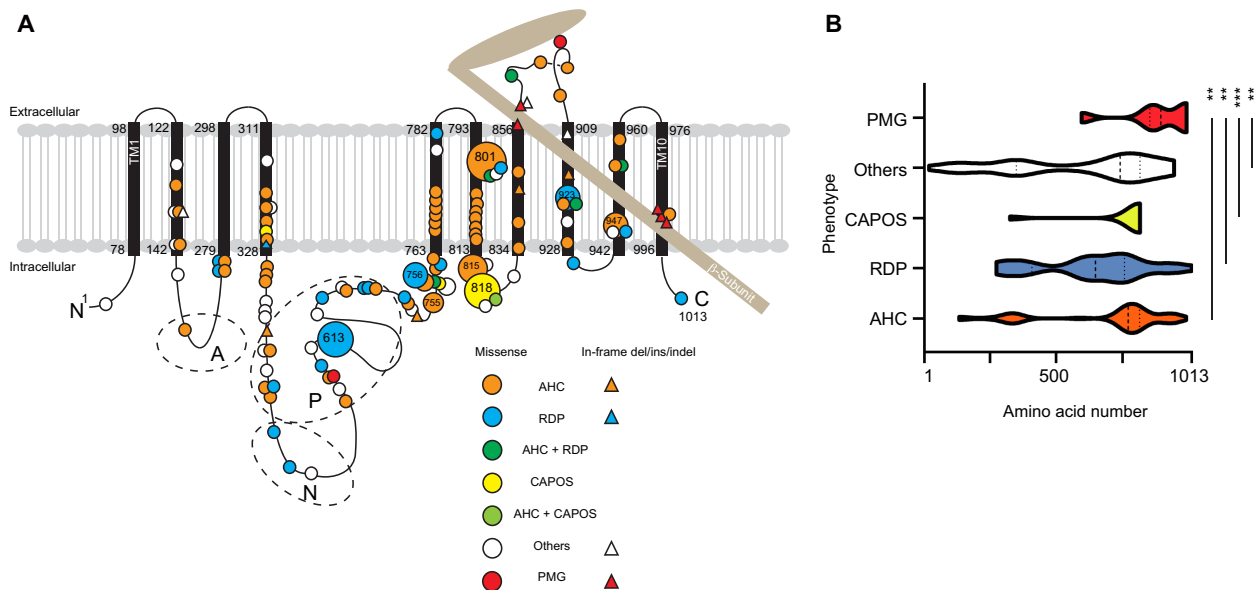 A
Extracellular
98 122 298 311 782 793 856 909 960 976
TM1
TM10
801
923
947
78 142 279 328 763 813 834 928 942 996
Intracellular
756
815
755
818
β-Subunit
N 1
C
1013
A
613
P
N
Missense In-frame del/ins/indel
AHC
RDP
AHC + RDP
CAPOS
AHC + CAPOS
Others
PMG
B
Phenotype
PMG
Others
CAPOS
RDP
AHC
** ** *** **
1 500 1013
Amino acid number